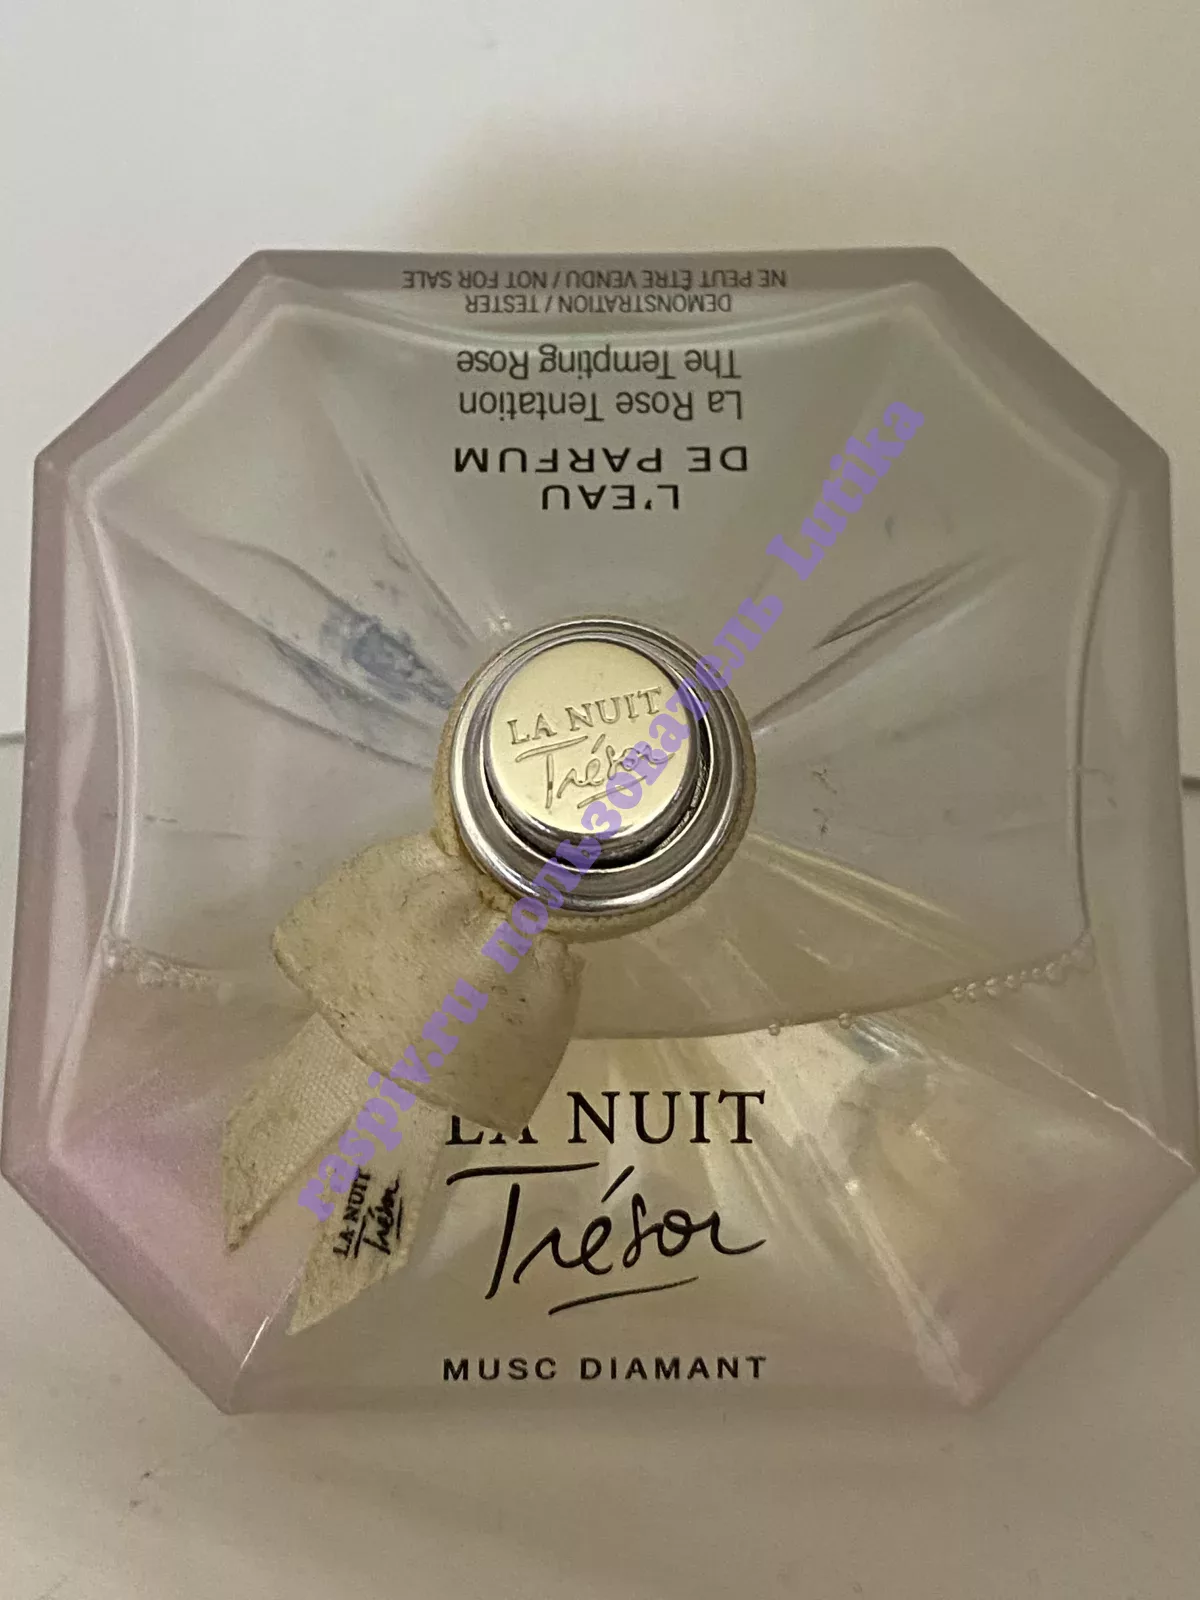 NE PEUT ÊTRE VENDU / NOT FOR SALE
DEMONSTRATION / TESTER
The Tempting Rose
La Rose Tentation
DE PARFUM
L'EAU
LA NUIT
Trésor
raspiv.ru пользователь Lutika
LA NUIT
Trésor
MUSC DIAMANT
LA NUIT
Trésor